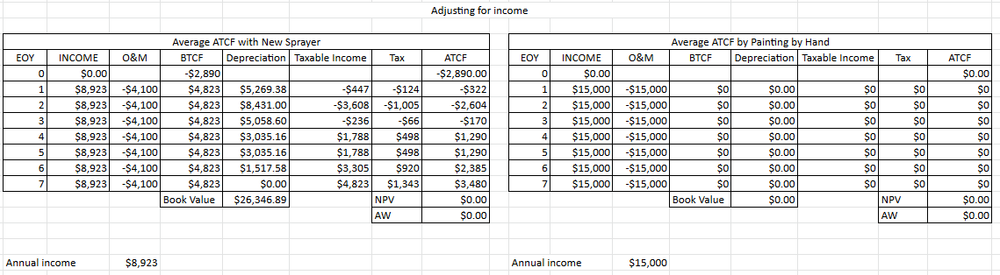 Adjusting for income
Average ATCF with New Sprayer Average ATCF by Painting by Hand
EOY INCOME O&M BTCF Depreciation Taxable Income Tax ATCF EOY INCOME O&M BTCF Depreciation Taxable Income Tax ATCF
0 $0.00 -$2,890 -$2,890.00 0 $0.00 $0.00
1 $8,923 -$4,100 $4,823 $5,269.38 -$447 -$124 -$322 1 $15,000 -$15,000 $0 $0.00 $0 $0 $0
2 $8,923 -$4,100 $4,823 $8,431.00 -$3,608 -$1,005 -$2,604 2 $15,000 -$15,000 $0 $0.00 $0 $0 $0
3 $8,923 -$4,100 $4,823 $5,058.60 -$236 -$66 -$170 3 $15,000 -$15,000 $0 $0.00 $0 $0 $0
4 $8,923 -$4,100 $4,823 $3,035.16 $1,788 $498 $1,290 4 $15,000 -$15,000 $0 $0.00 $0 $0 $0
5 $8,923 -$4,100 $4,823 $3,035.16 $1,788 $498 $1,290 5 $15,000 -$15,000 $0 $0.00 $0 $0 $0
6 $8,923 -$4,100 $4,823 $1,517.58 $3,305 $920 $2,385 6 $15,000 -$15,000 $0 $0.00 $0 $0 $0
7 $8,923 -$4,100 $4,823 $0.00 $4,823 $1,343 $3,480 7 $15,000 -$15,000 $0 $0.00 $0 $0 $0
Book Value $26,346.89 NPV $0.00 Book Value $0.00 NPV $0.00
AW $0.00 AW $0.00
Annual income $8,923 Annual income $15,000